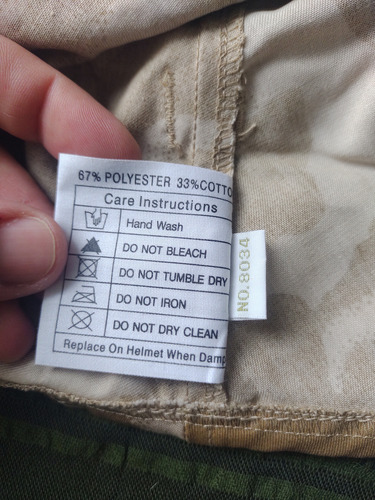 67% POLYESTER 33%COTTO
Care Instructions
Hand Wash
DO NOT BLEACH
DO NOT TUMBLE DRY
DO NOT IRON
DO NOT DRY CLEAN
Replace On Helmet When Damp
NO.8034